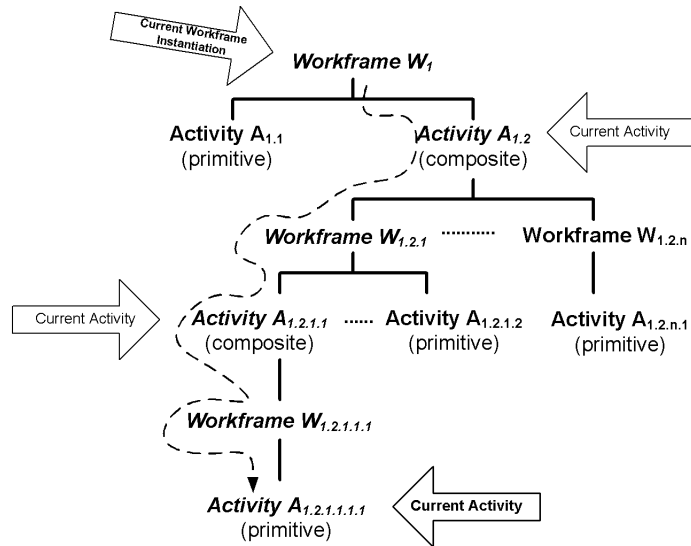 Current Workframe
Instantiation
Workframe W1
Activity A1.1
(primitive)
Activity A1.2
(composite)
Current Activity
Workframe W1.2.1
Workframe W1.2.n
Current Activity
Activity A1.2.1.1
(composite)
Activity A1.2.1.2
(primitive)
Activity A1.2.n.1
(primitive)
Workframe W1.2.1.1.1
Activity A1.2.1.1.1.1
(primitive)
Current Activity